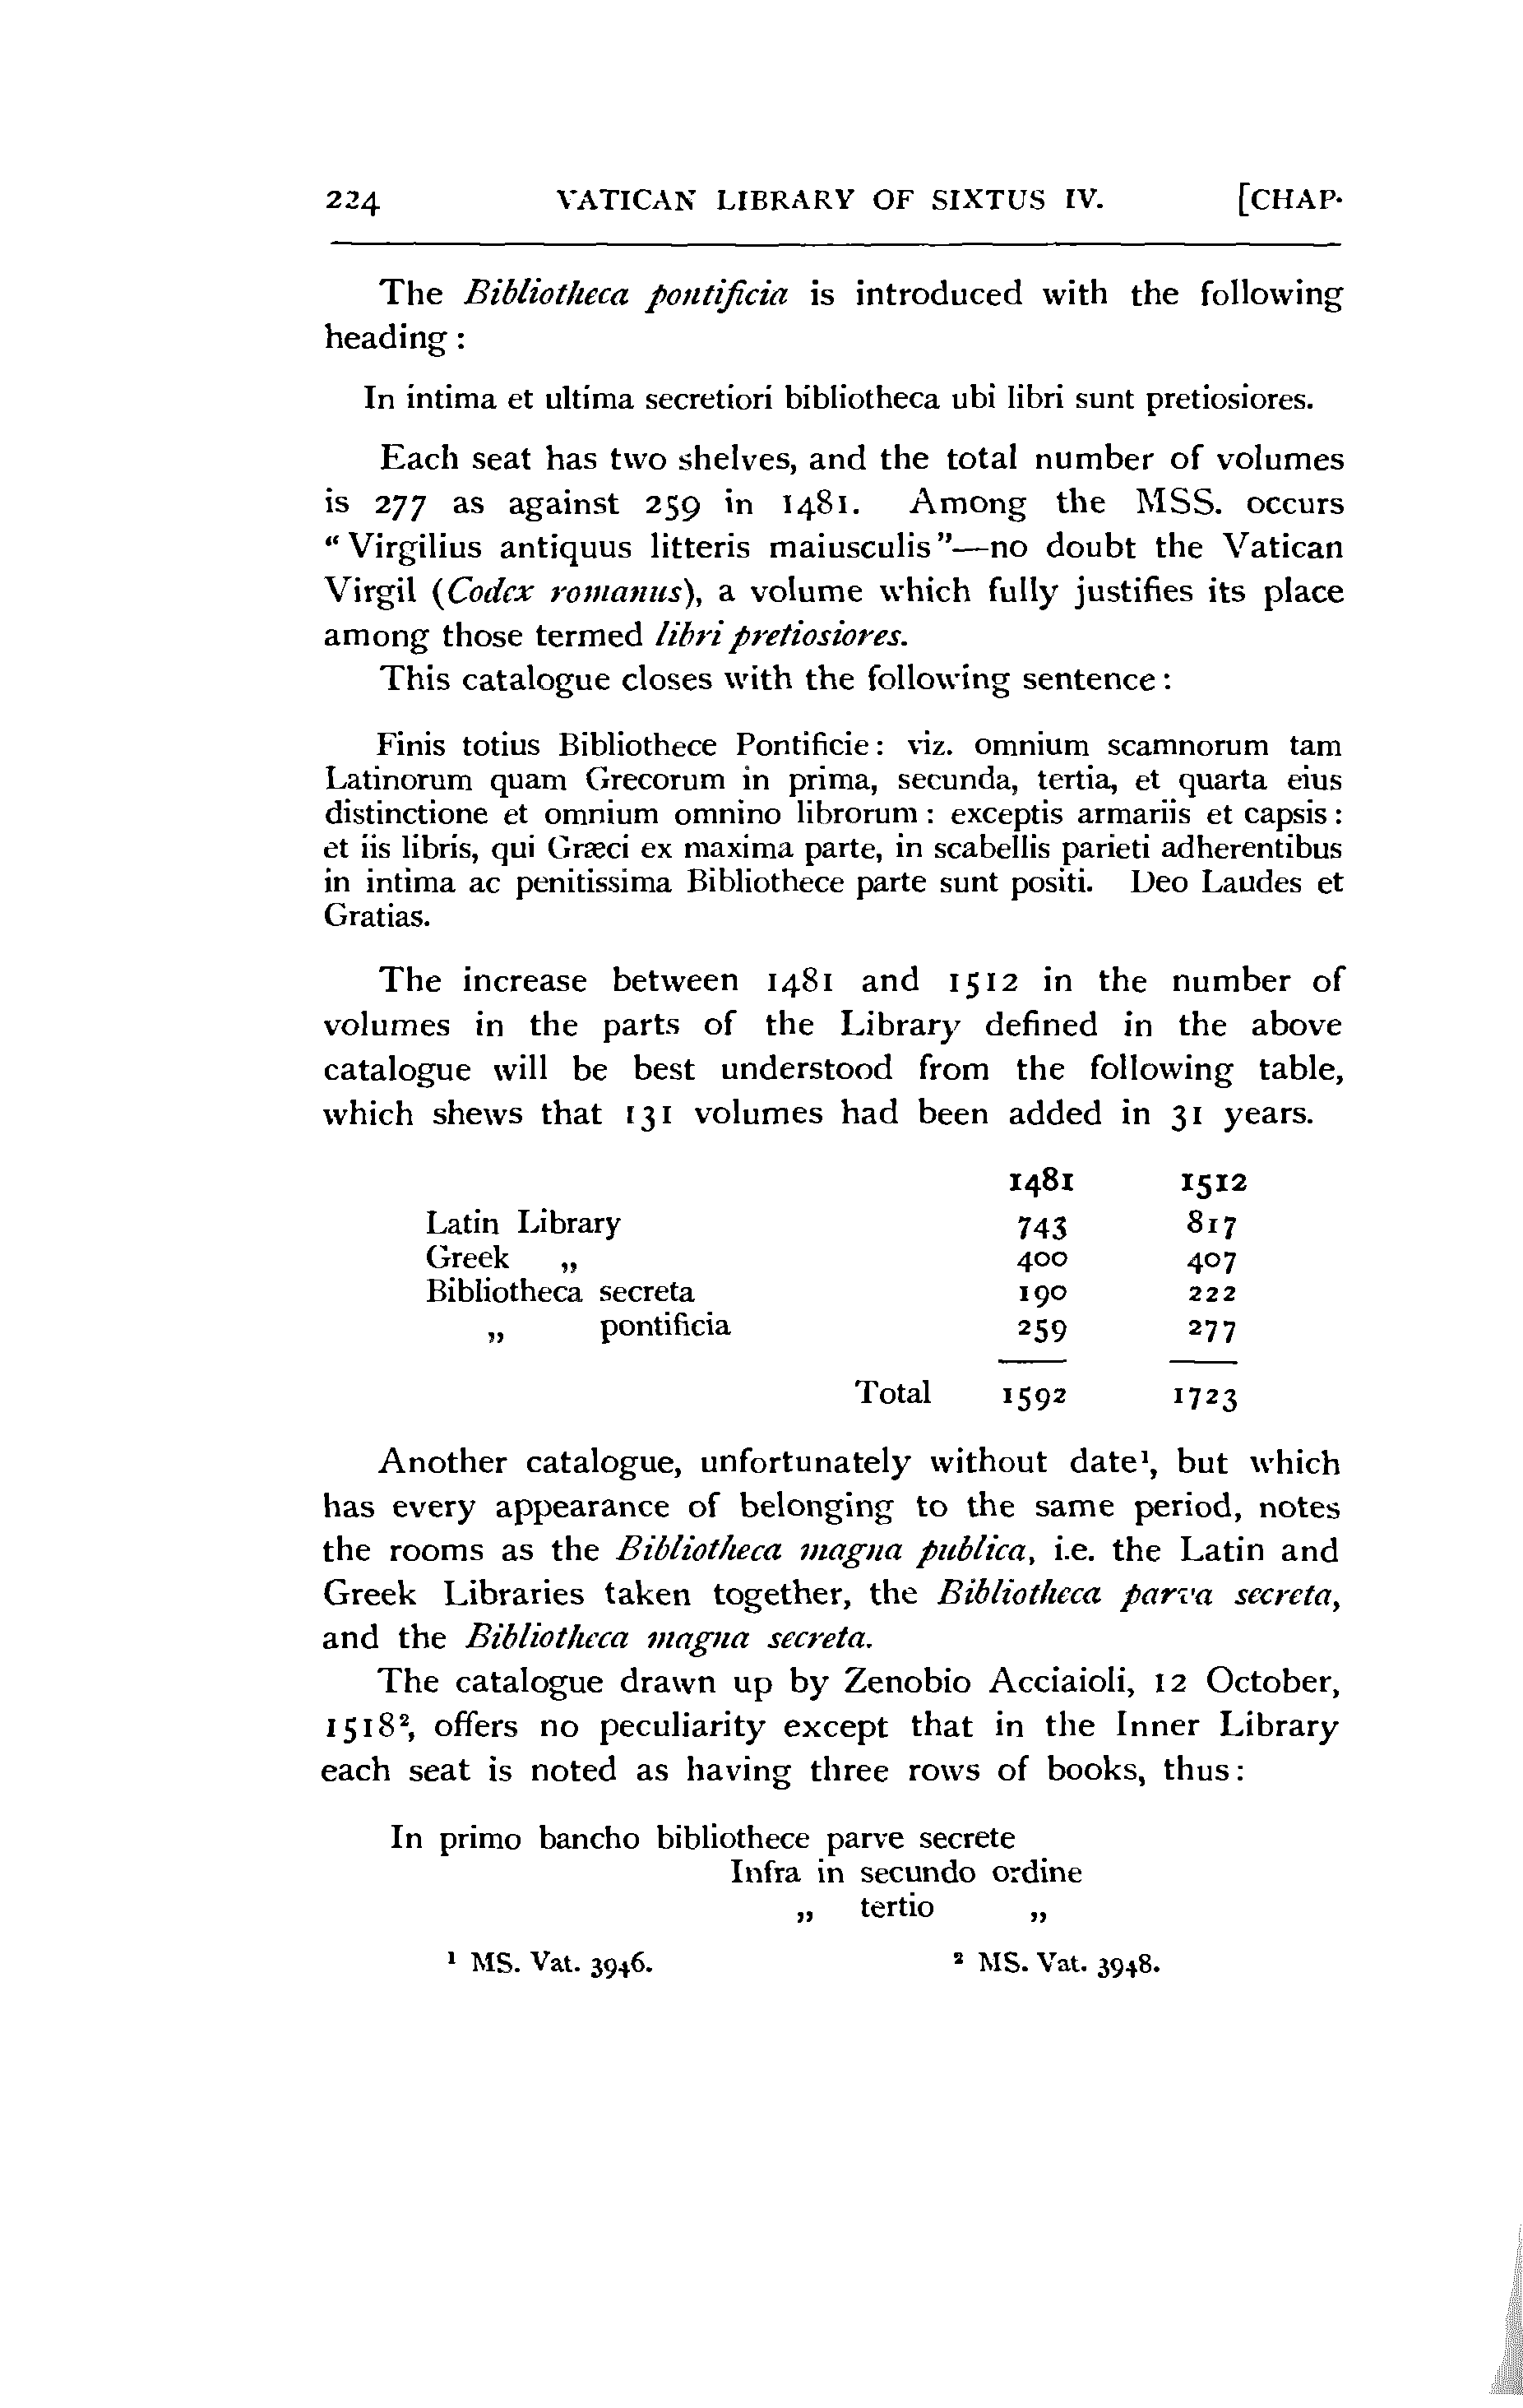 224 VATICAN LIBRARY OF SIXTUS IV. [CHAP.
The Bibliotheca pontificia is introduced with the following
heading :
In intima et ultima secretiori bibliotheca ubi libri sunt pretiosiores.
Each seat has two shelves, and the total number of volumes
is 277 as against 259 in 1481. Among the MSS. occurs
“Virgilius antiquus litteris maiusculis”—no doubt the Vatican
Virgil (Codex romanus), a volume which fully justifies its place
among those termed libri pretiosiores.
This catalogue closes with the following sentence:
Finis totius Bibliothece Pontificie: viz. omnium scamnorum tam
Latinorum quam Grecorum in prima, secunda, tertia, et quarta eius
distinctione et omnium omnino librorum : exceptis armariis et capsis:
et iis libris, qui Græci ex maxima parte, in scabellis parieti adherentibus
in intima ac penitissima Bibliothece parte sunt positi. Deo Laudes et
Gratias.
The increase between 1481 and 1512 in the number of
volumes in the parts of the Library defined in the above
catalogue will be best understood from the following table,
which shews that 131 volumes had been added in 31 years.
1481 1512
Latin Library 743 817
Greek „ 400 407
Bibliotheca secreta 190 222
„ pontificia 259 277
Total 1592 1723
Another catalogue, unfortunately without date¹, but which
has every appearance of belonging to the same period, notes
the rooms as the Bibliotheca magna publica, i.e. the Latin and
Greek Libraries taken together, the Bibliotheca parva secreta,
and the Bibliotheca magna secreta.
The catalogue drawn up by Zenobio Acciaioli, 12 October,
1518², offers no peculiarity except that in the Inner Library
each seat is noted as having three rows of books, thus:
In primo bancho bibliothece parve secrete
Infra in secundo ordine
„ tertio „
¹ MS. Vat. 3946. ² MS. Vat. 3948.